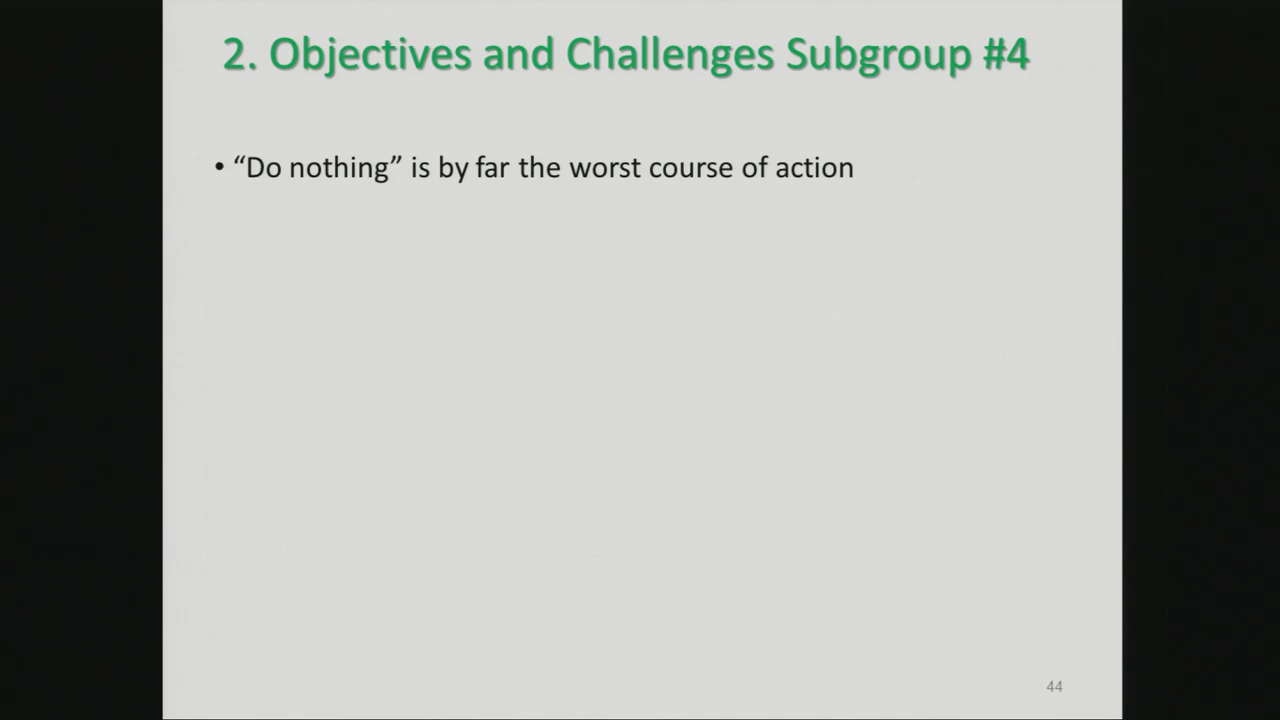 2. Objectives and Challenges Subgroup #4
• “Do nothing” is by far the worst course of action
44